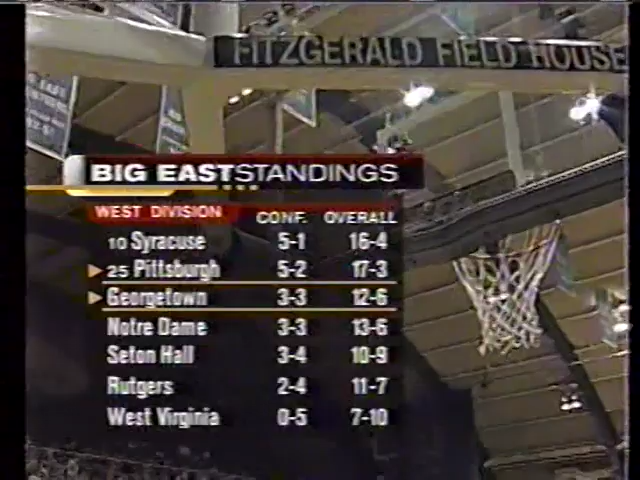 FITZGERALD FIELD HOUSE
BIG EAST STANDINGS
WEST DIVISION CONF. OVERALL
10 Syracuse 5-1 16-4
25 Pittsburgh 5-2 17-3
Georgetown 3-3 12-6
Notre Dame 3-3 13-6
Seton Hall 3-4 10-9
Rutgers 2-4 11-7
West Virginia 0-5 7-10